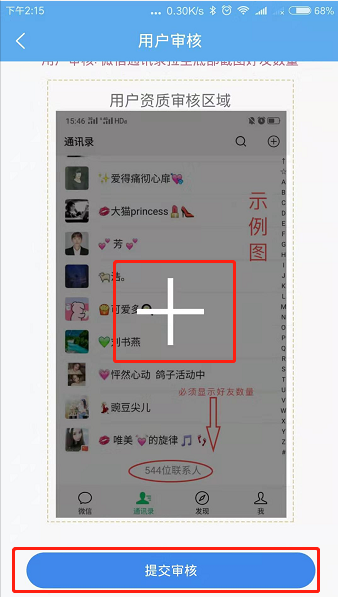 下午2:15 ... 0.30K/s 68%
用户审核
用户审核: 微信通讯录拉至底部截图好友数量
用户资质审核区域
15:46 HD
通讯录
爱得痛彻心扉
大猫princess
示例图
芳
洁。
可爱多
刘书燕
怦然心动 鸽子活动中
必须显示好友数量
豌豆尖儿
唯美 的旋律
544位联系人
微信 通讯录 发现 我
提交审核